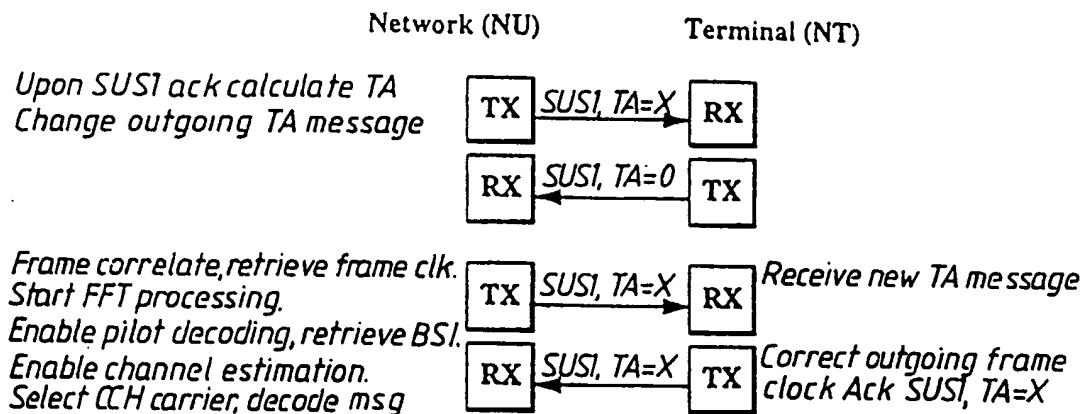 Network (NU) Terminal (NT)
Upon SUS1 ack calculate TA
Change outgoing TA message
TX SUS1, TA=X RX
RX SUS1, TA=0 TX
Frame correlate, retrieve frame clk.
Start FFT processing.
Enable pilot decoding, retrieve BSI.
Enable channel estimation.
Select CCH carrier, decode msg
TX SUS1, TA=X RX
Receive new TA message
RX SUS1, TA=X TX
Correct outgoing frame
clock Ack SUS1, TA=X